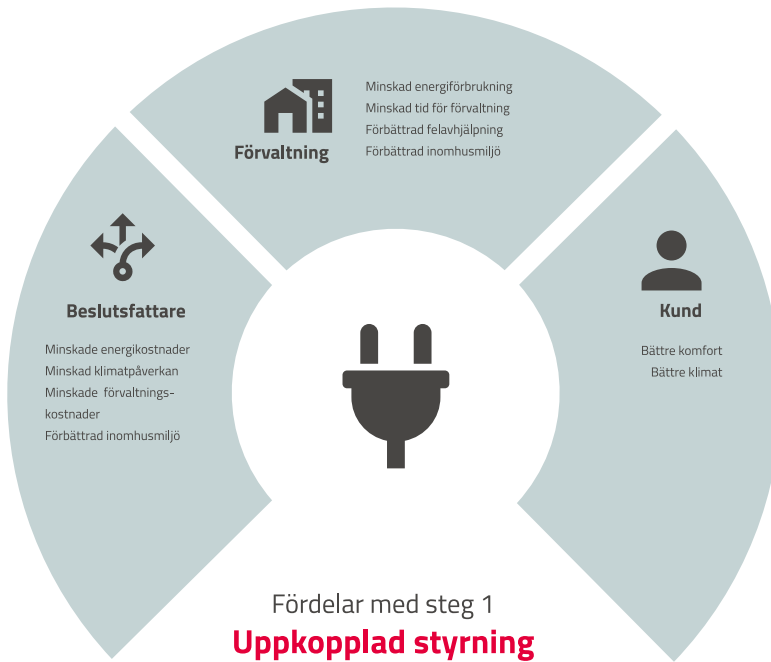 Förvaltning
Minskad energiförbrukning
Minskad tid för förvaltning
Förbättrad felavhjälpning
Förbättrad inomhusmiljö
Beslutsfattare
Minskade energikostnader
Minskad klimatpåverkan
Minskade förvaltnings-
kostnader
Förbättrad inomhusmiljö
Kund
Bättre komfort
Bättre klimat
Fördelar med steg 1
Uppkopplad styrning